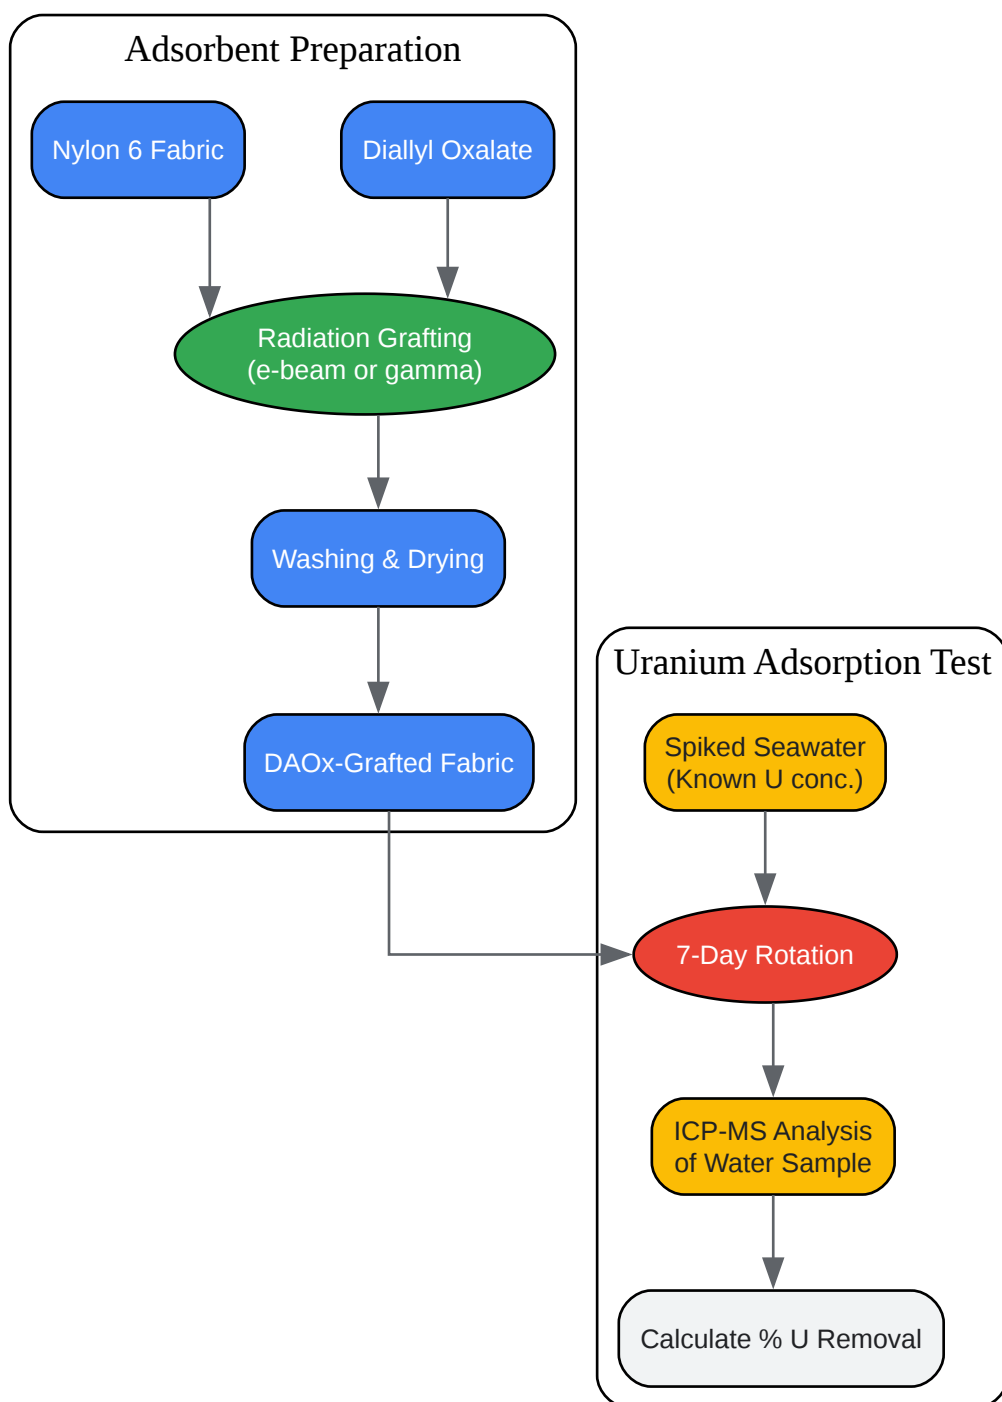 Adsorbent Preparation
Nylon 6 Fabric
Diallyl Oxalate
Radiation Grafting
(e-beam or gamma)
Washing & Drying
DAOx-Grafted Fabric
Uranium Adsorption Test
Spiked Seawater
(Known U conc.)
7-Day Rotation
ICP-MS Analysis
of Water Sample
Calculate % U Removal